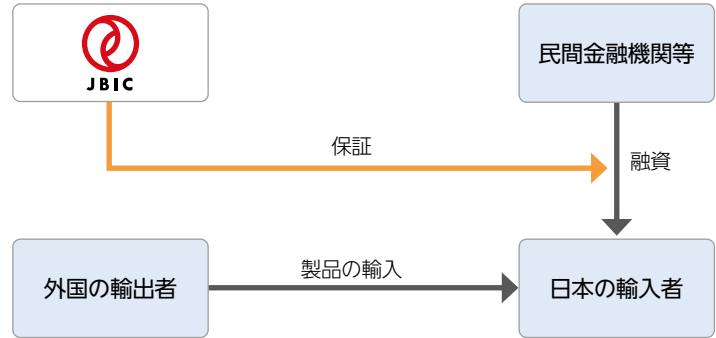 JBIC
民間金融機関等
保証
融資
外国の輸出者
製品の輸入
日本の輸入者